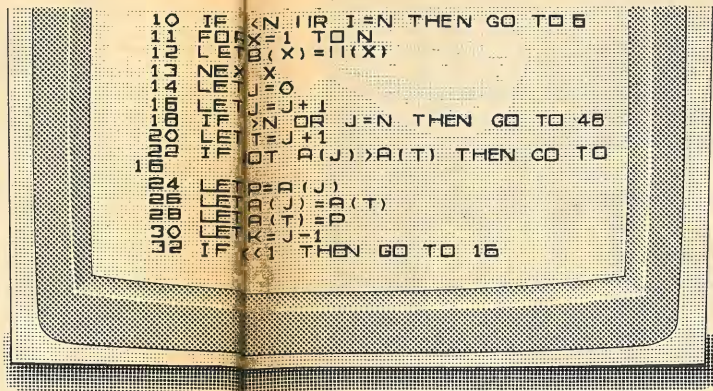 10 IF <N IIR I=N THEN GO TO 6
11 FOR X=1 TO N
12 LET B(X)=II(X)
13 NEX X
14 LET J=0
16 LET J=J+1
18 IF >N OR J=N THEN GO TO 48
20 LET T=J+1
22 IF OT A(J)>A(T) THEN GO TO
16
24 LET P=A(J)
26 LET A(J)=A(T)
28 LET A(T)=P
30 LET K=J-1
32 IF K<1 THEN GO TO 16